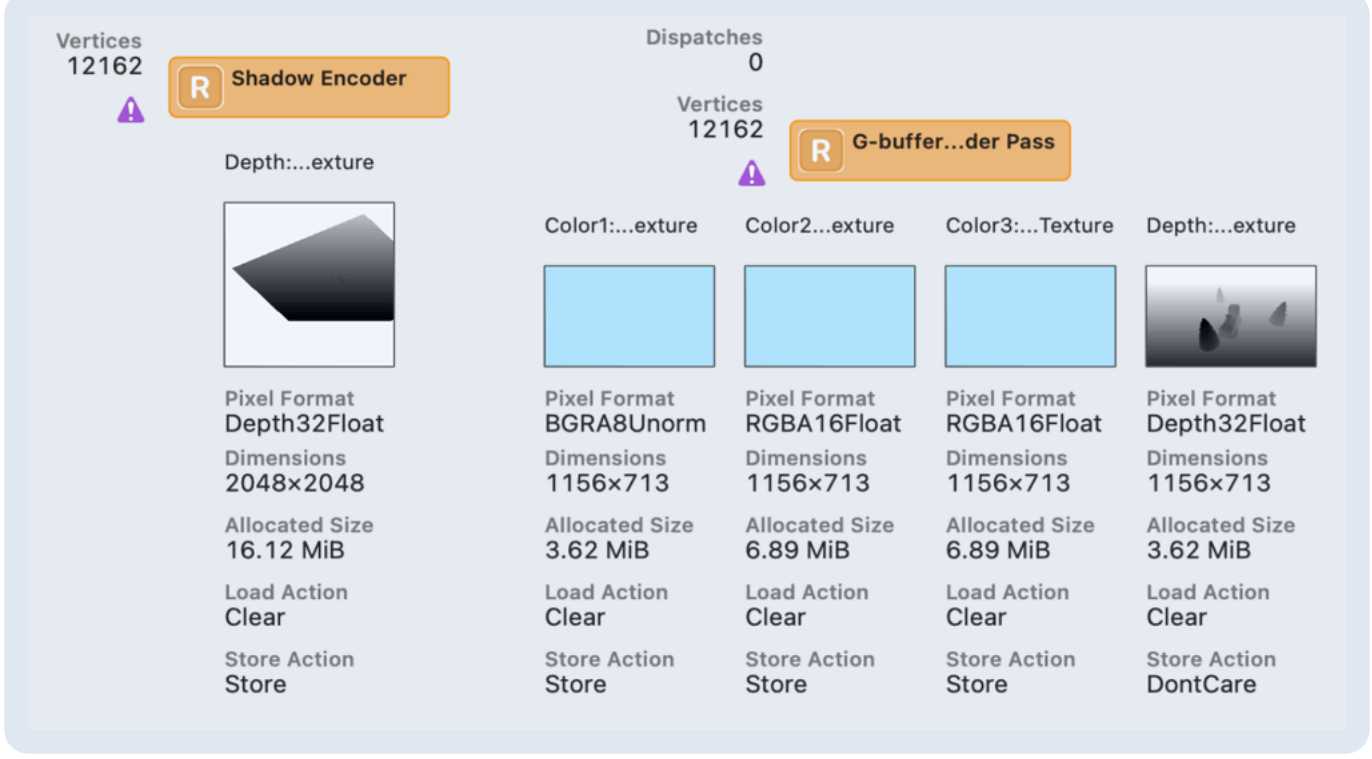 Vertices
12162
R
Shadow Encoder
Depth:...exture
Pixel Format
Depth32Float
Dimensions
2048×2048
Allocated Size
16.12 MiB
Load Action
Clear
Store Action
Store
Dispatches
0
Vertices
12162
R
G-buffer...der Pass
Color1:...exture
Color2...exture
Color3:...Texture
Depth:...exture
Pixel Format
BGRA8Unorm
Dimensions
1156×713
Allocated Size
3.62 MiB
Load Action
Clear
Store Action
Store
Pixel Format
RGBA16Float
Dimensions
1156×713
Allocated Size
6.89 MiB
Load Action
Clear
Store Action
Store
Pixel Format
RGBA16Float
Dimensions
1156×713
Allocated Size
6.89 MiB
Load Action
Clear
Store Action
Store
Pixel Format
Depth32Float
Dimensions
1156×713
Allocated Size
3.62 MiB
Load Action
Clear
Store Action
DontCare